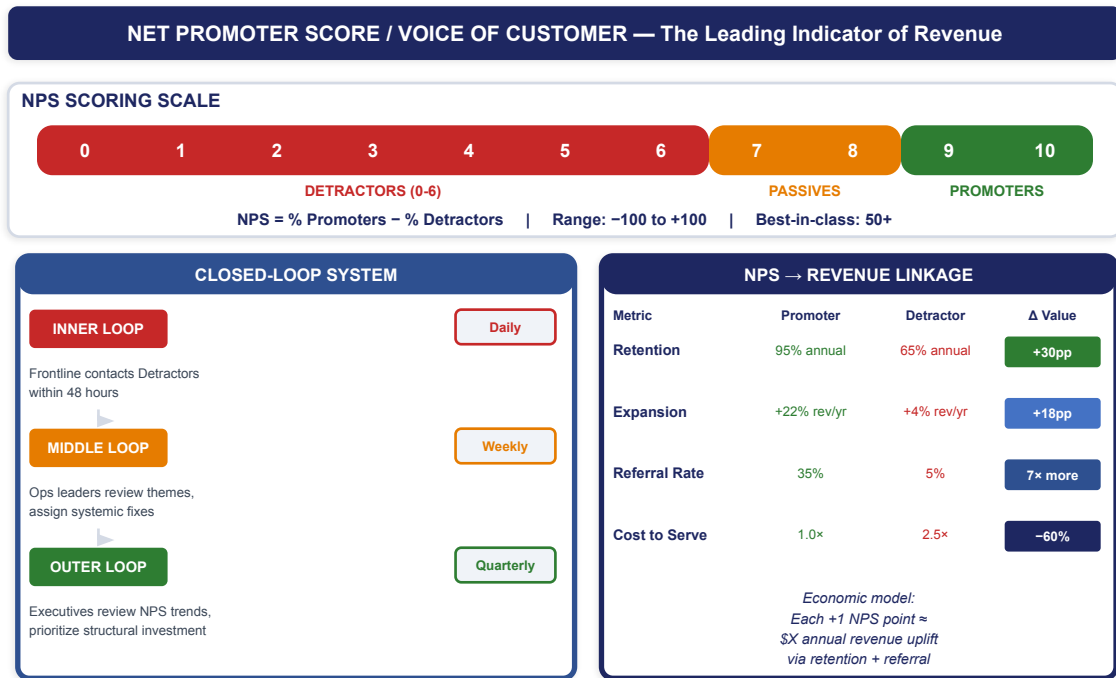 NET PROMOTER SCORE / VOICE OF CUSTOMER — The Leading Indicator of Revenue
NPS SCORING SCALE
0 1 2 3 4 5 6 7 8 9 10
DETRACTORS (0-6) PASSIVES PROMOTERS
NPS = % Promoters − % Detractors | Range: −100 to +100 | Best-in-class: 50+
CLOSED-LOOP SYSTEM
INNER LOOP Daily
Frontline contacts Detractors
within 48 hours
MIDDLE LOOP Weekly
Ops leaders review themes,
assign systemic fixes
OUTER LOOP Quarterly
Executives review NPS trends,
prioritize structural investment
NPS → REVENUE LINKAGE
Metric Promoter Detractor Δ Value
Retention 95% annual 65% annual +30pp
Expansion +22% rev/yr +4% rev/yr +18pp
Referral Rate 35% 5% 7× more
Cost to Serve 1.0× 2.5× −60%
Economic model:
Each +1 NPS point ≈
$X annual revenue uplift
via retention + referral